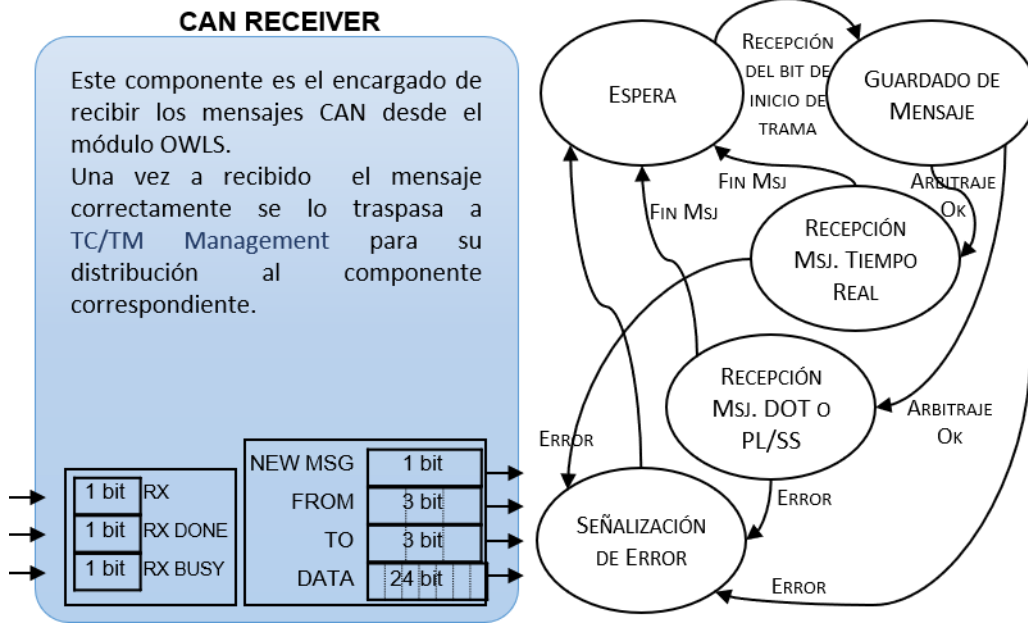 CAN RECEIVER
Este componente es el encargado de
recibir los mensajes CAN desde el
módulo OWLS.
Una vez a recibido el mensaje
correctamente se lo traspasa a
TC/TM Management para su
distribución al componente
correspondiente.
1 bit RX
1 bit RX DONE
1 bit RX BUSY
NEW MSG 1 bit
FROM 3 bit
TO 3 bit
DATA 24 bit
ESPERA
RECEPCIÓN
DEL BIT DE
INICIO DE
TRAMA
GUARDADO DE
MENSAJE
FIN MSJ
ARBITRAJE
OK
FIN MSJ
RECEPCIÓN
MSJ. TIEMPO
REAL
RECEPCIÓN
MSJ. DOT O
PL/SS
ARBITRAJE
OK
ERROR
ERROR
SEÑALIZACIÓN
DE ERROR
ERROR